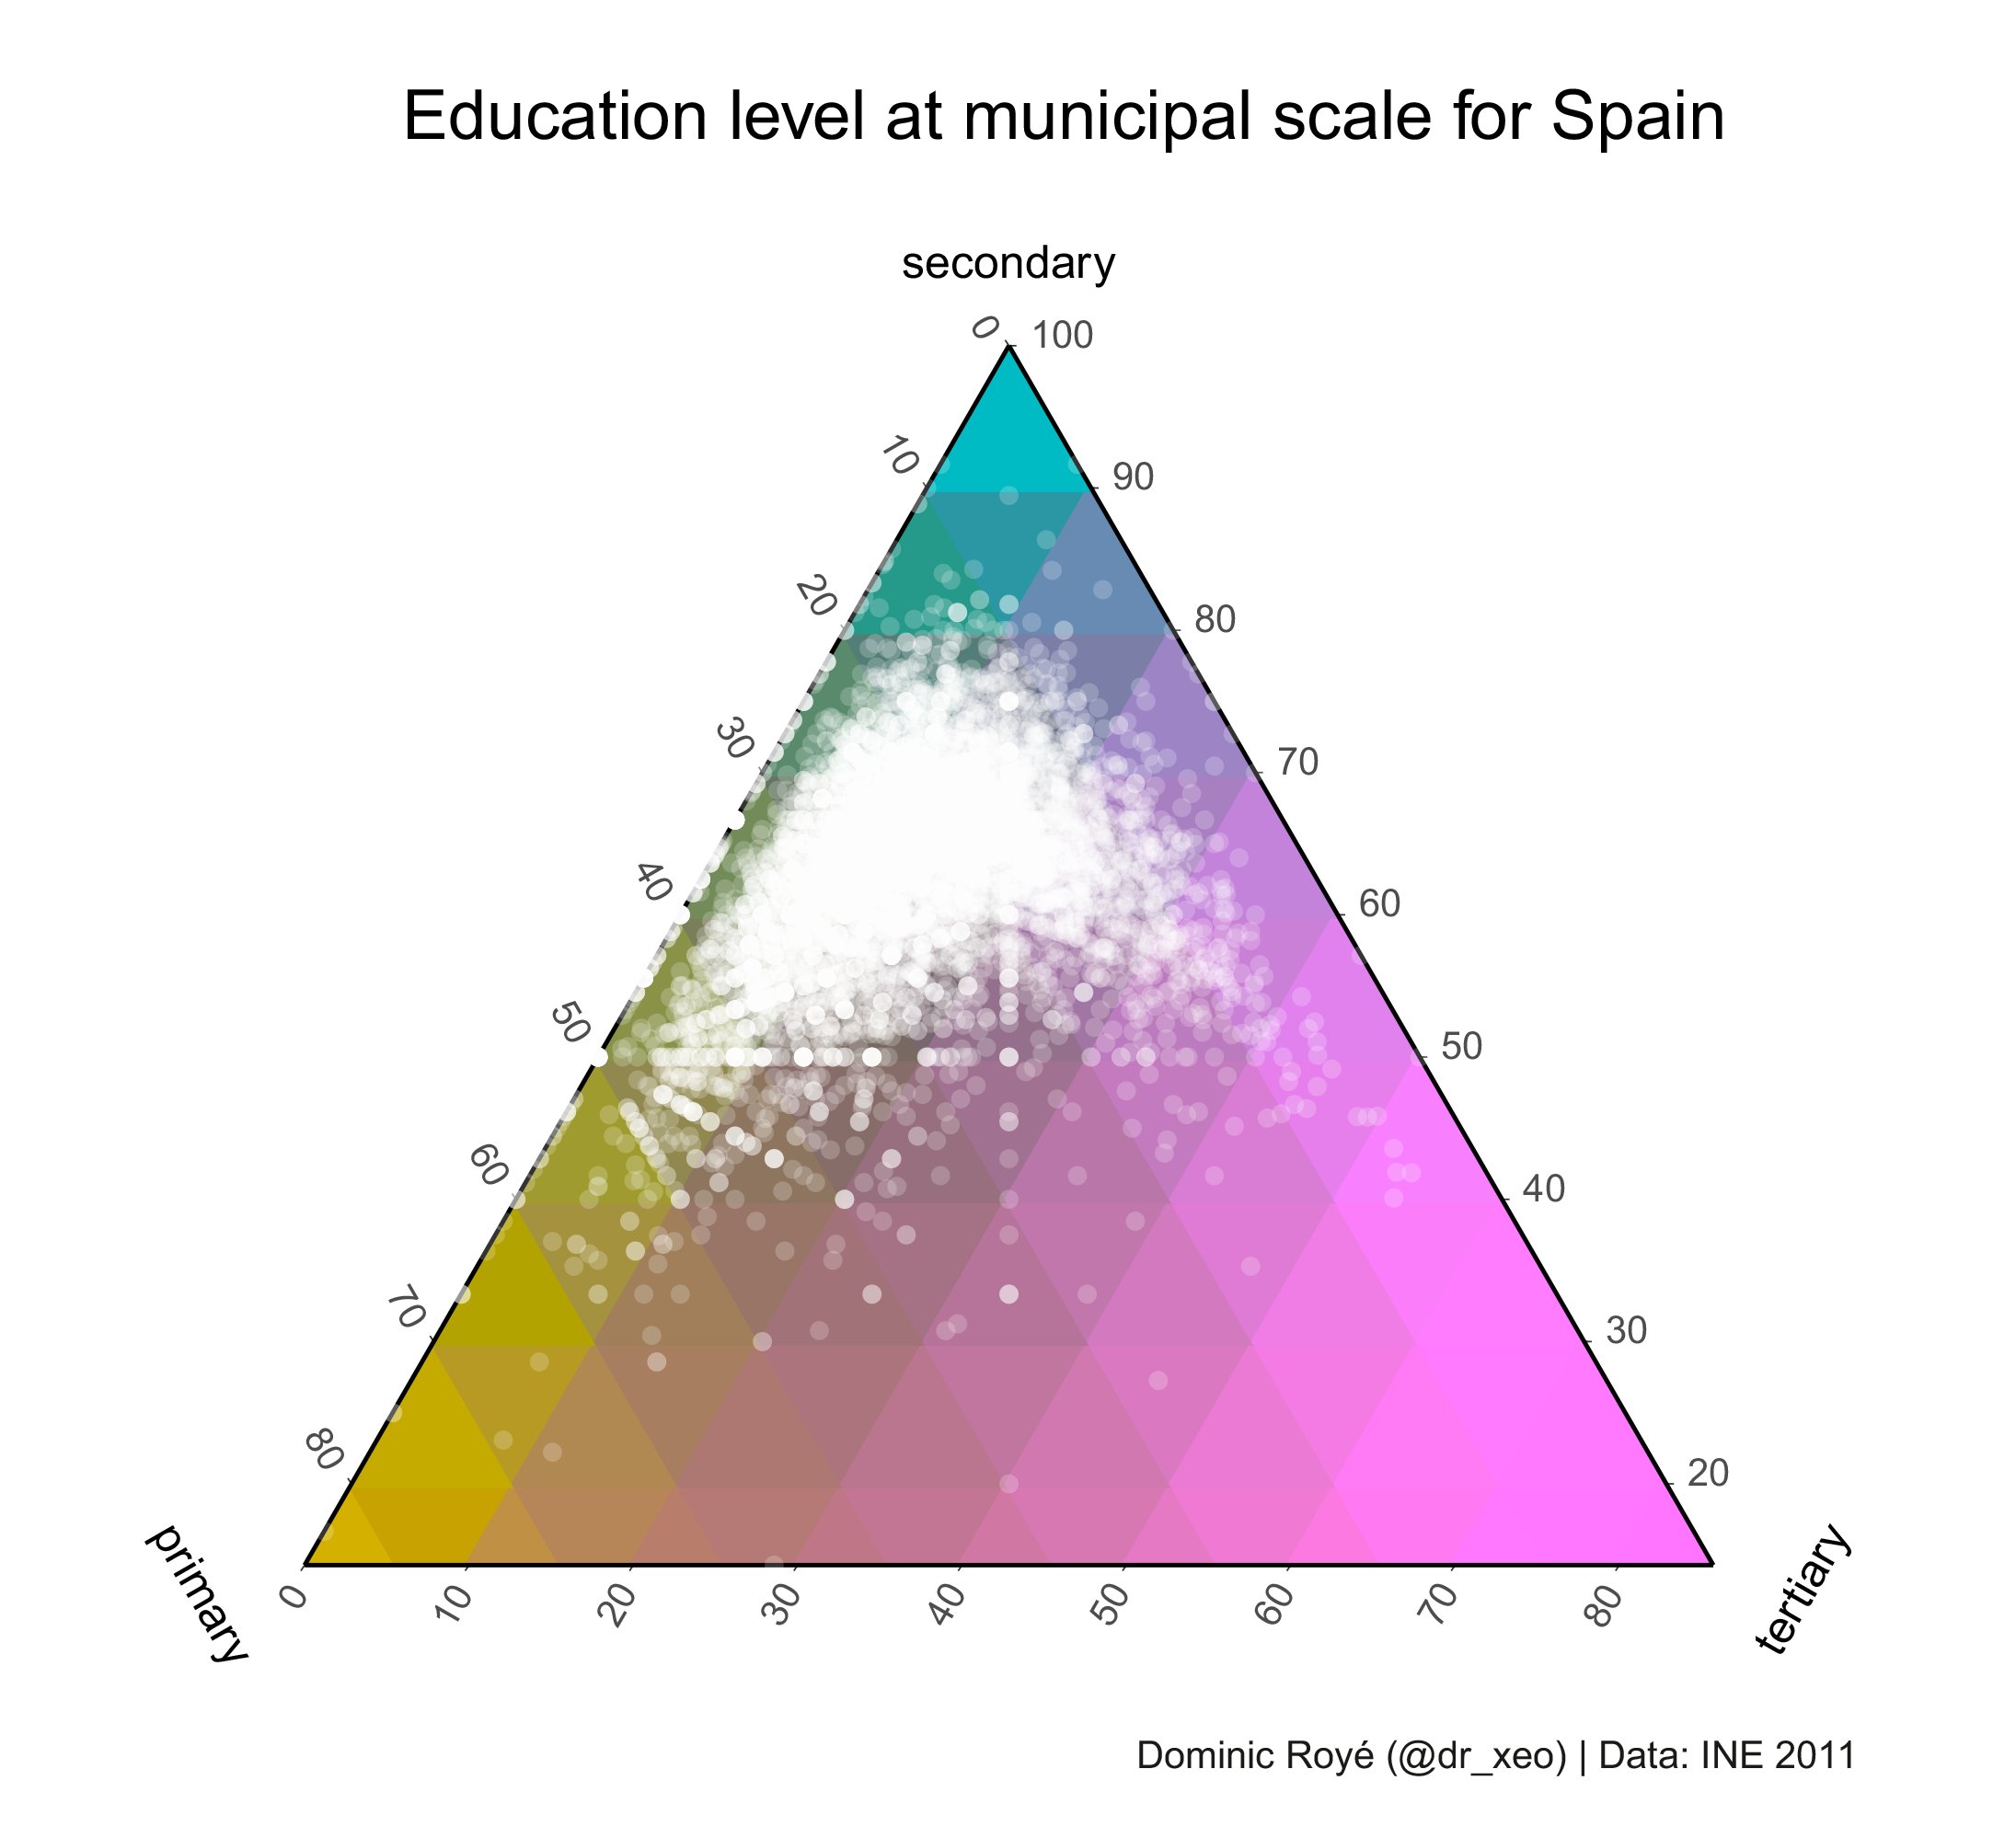 Education level at municipal scale for Spain
secondary
0 100
10 90
20 80
30 70
40 60
50 50
60 40
70 30
80 20
primary
tertiary
0 10 20 30 40 50 60 70 80
Dominic Royé (@dr_xeo) | Data: INE 2011